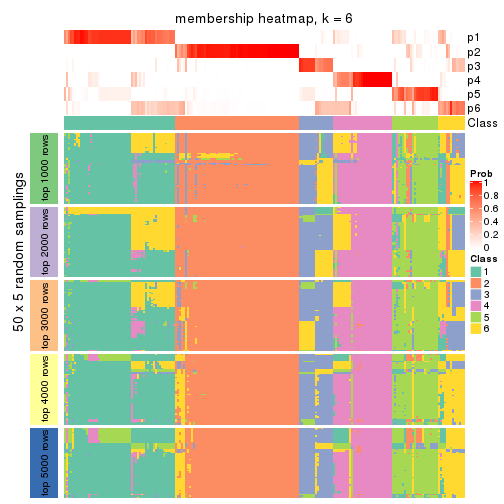 membership heatmap, k = 6
p1
p2
p3
p4
p5
p6
Class
50 x 5 random samplings
top 1000 rows
top 2000 rows
top 3000 rows
top 4000 rows
top 5000 rows
Prob
1
0.8
0.6
0.4
0.2
0
Class
1
2
3
4
5
6